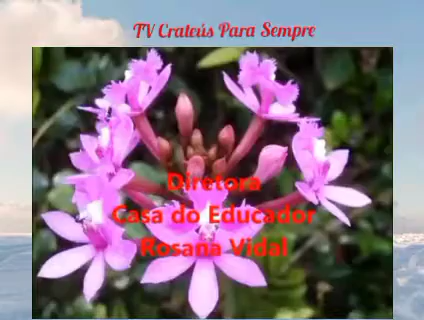 TV Crateús Para Sempre
Diretora
Casa do Educador
Rosana Vidal